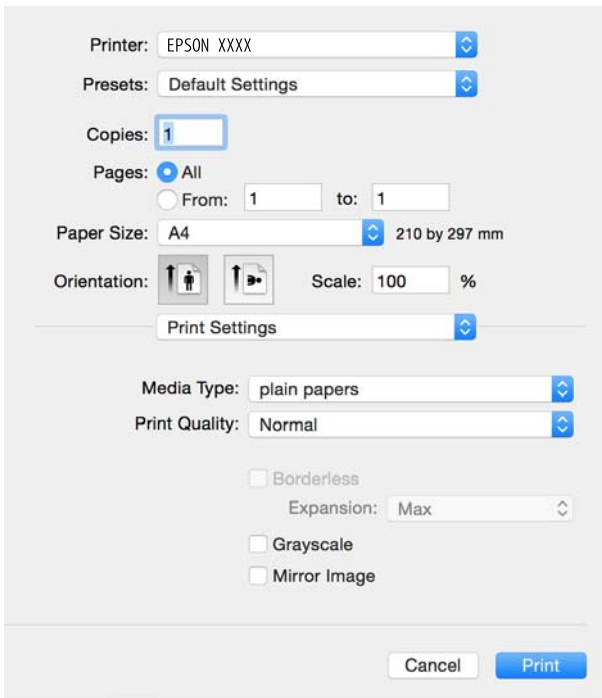 Printer: EPSON XXXX
Presets: Default Settings
Copies: 1
Pages: All
From: 1 to: 1
Paper Size: A4 210 by 297 mm
Orientation: Scale: 100 %
Print Settings
Media Type: plain papers
Print Quality: Normal
Borderless
Expansion: Max
Grayscale
Mirror Image
Cancel Print